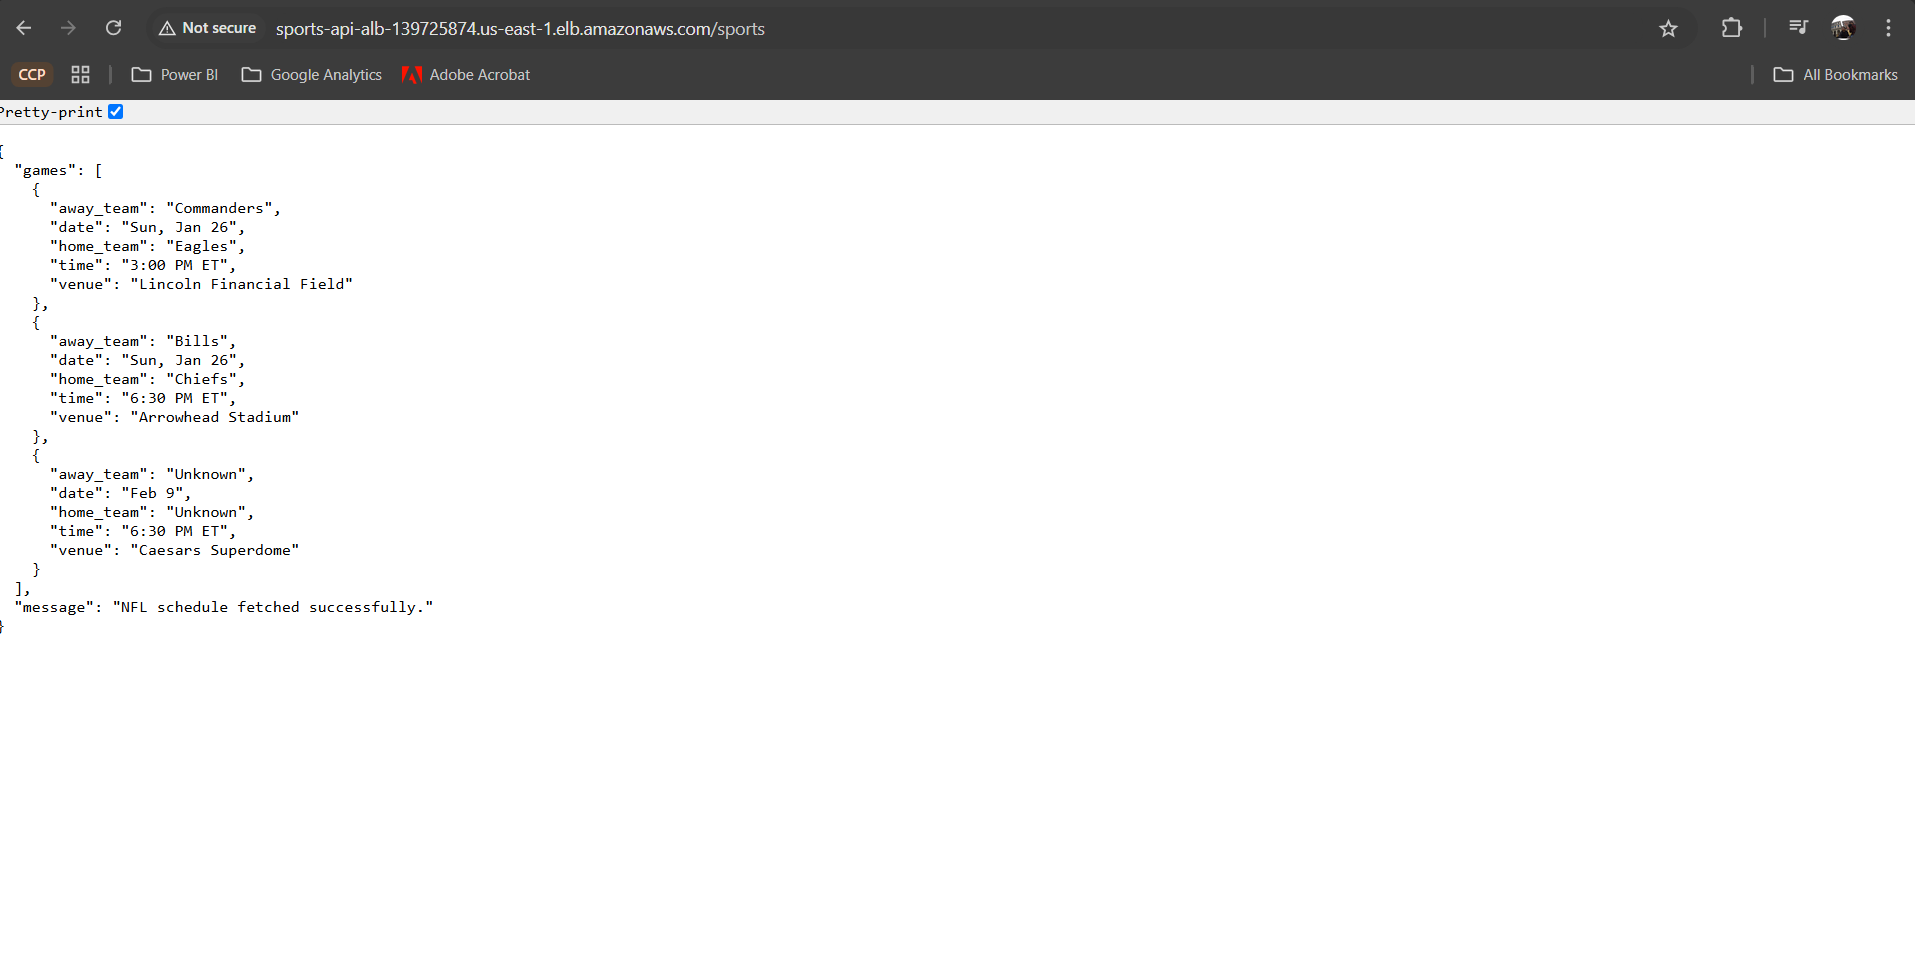 Not secure sports-api-alb-139725874.us-east-1.elb.amazonaws.com/sports
CCP Power BI Google Analytics Adobe Acrobat All Bookmarks
Pretty-print
{
  "games": [
    {
      "away_team": "Commanders",
      "date": "Sun, Jan 26",
      "home_team": "Eagles",
      "time": "3:00 PM ET",
      "venue": "Lincoln Financial Field"
    },
    {
      "away_team": "Bills",
      "date": "Sun, Jan 26",
      "home_team": "Chiefs",
      "time": "6:30 PM ET",
      "venue": "Arrowhead Stadium"
    },
    {
      "away_team": "Unknown",
      "date": "Feb 9",
      "home_team": "Unknown",
      "time": "6:30 PM ET",
      "venue": "Caesars Superdome"
    }
  ],
  "message": "NFL schedule fetched successfully."
}